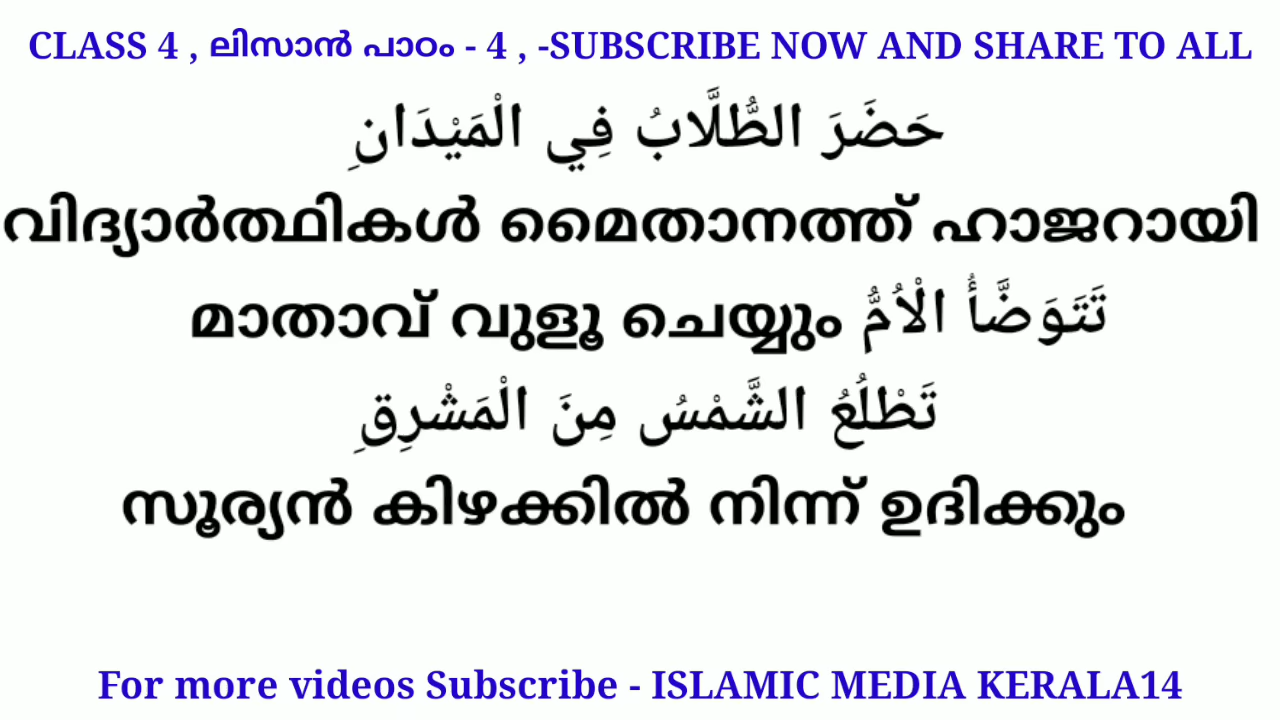 CLASS 4 , ലിസാൻ പാഠം - 4 , -SUBSCRIBE NOW AND SHARE TO ALL
حَضَرَ الطُّلَّابُ فِي الْمَيْدَانِ
വിദ്യാർത്ഥികൾ മൈതാനത്ത് ഹാജറായി
മാതാവ് വുളൂ ചെയ്യും تَتَوَضَّأُ الْاُمُّ
تَطْلُعُ الشَّمْسُ مِنَ الْمَشْرِقِ
സൂര്യൻ കിഴക്കിൽ നിന്ന് ഉദിക്കും
For more videos Subscribe - ISLAMIC MEDIA KERALA14